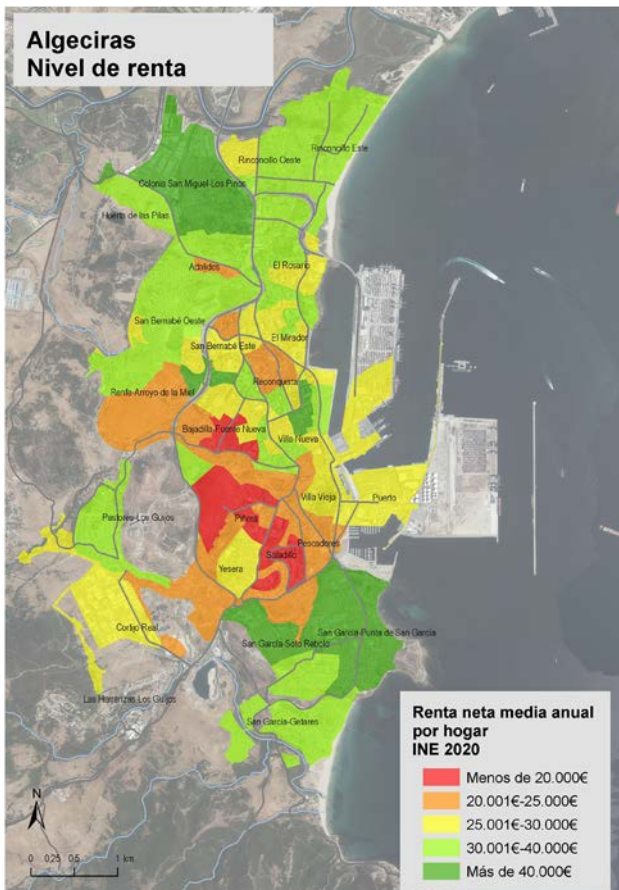 Algeciras
Nivel de renta
Rinconcillo Este
Rinconcillo Oeste
Colonia San Miguel-Los Pinos
Huerta de las Pilas
Adalides
El Rosario
San Bernabé Oeste
San Bernabé Este
El Mirador
Reconquista
Renfe-Arroyo de la Miel
Bajadilla-Fuente Nueva
Villa Nueva
Pastores-Los Guijos
Piñera
Villa Vieja
Puerto
Pescadores
Saladillo
Yesera
Cortijo Real
San García-Soto Rebolo
San García-Punta de San García
Las Herrerizas Los Guijos
San García-Getares
Renta neta media anual
por hogar
INE 2020
Menos de 20.000€
20.001€-25.000€
25.001€-30.000€
30.001€-40.000€
Más de 40.000€
N
0 0,25 0,5 1 km